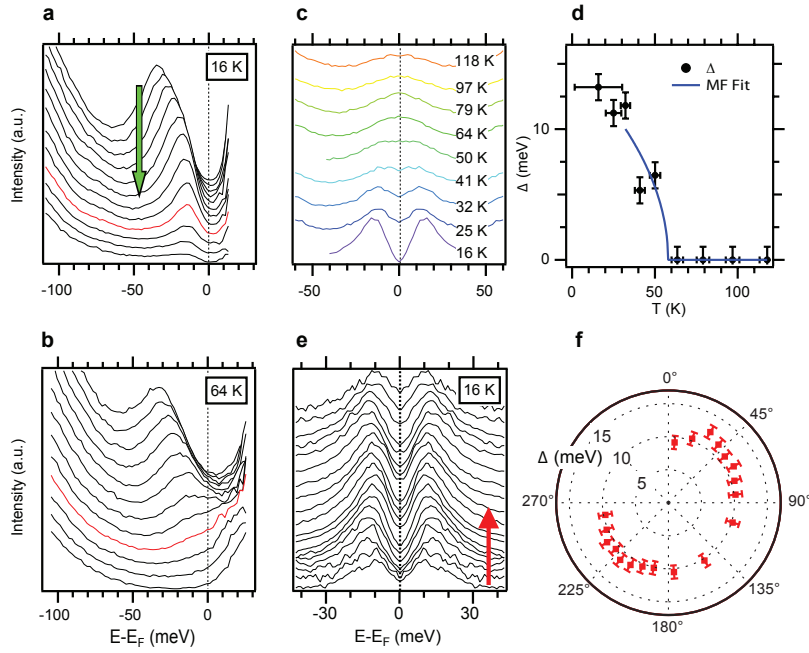 a
16 K
Intensity (a.u.)
-100
-50
0
c
118 K
97 K
79 K
64 K
50 K
41 K
32 K
25 K
16 K
-50
0
50
d
Δ
MF Fit
Δ (meV)
10
0
0
50
100
T (K)
b
64 K
Intensity (a.u.)
-100
-50
0
E-EF (meV)
e
16 K
-30
0
30
E-EF (meV)
f
0°
45°
90°
135°
180°
225°
270°
Δ (meV)
15
10
5